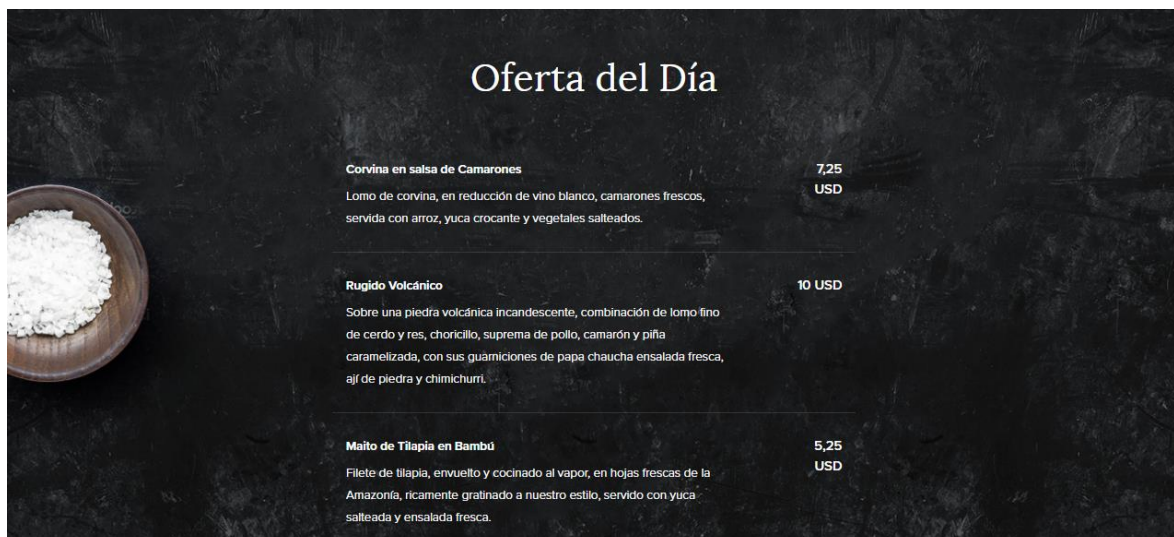 Oferta del Día
Corvina en salsa de Camarones
7,25
USD
Lomo de corvina, en reducción de vino blanco, camarones frescos,
servida con arroz, yuca crocante y vegetales salteados.
Rugido Volcánico
10 USD
Sobre una piedra volcánica incandescente, combinación de lomo fino
de cerdo y res, choricillo, suprema de pollo, camarón y piña
caramelizada, con sus guarniciones de papa chaucha ensalada fresca,
ají de piedra y chimichurri.
Maito de Tilapia en Bambú
5,25
USD
Filete de tilapia, envuelto y cocinado al vapor, en hojas frescas de la
Amazonía, ricamente gratinado a nuestro estilo, servido con yuca
salteada y ensalada fresca.